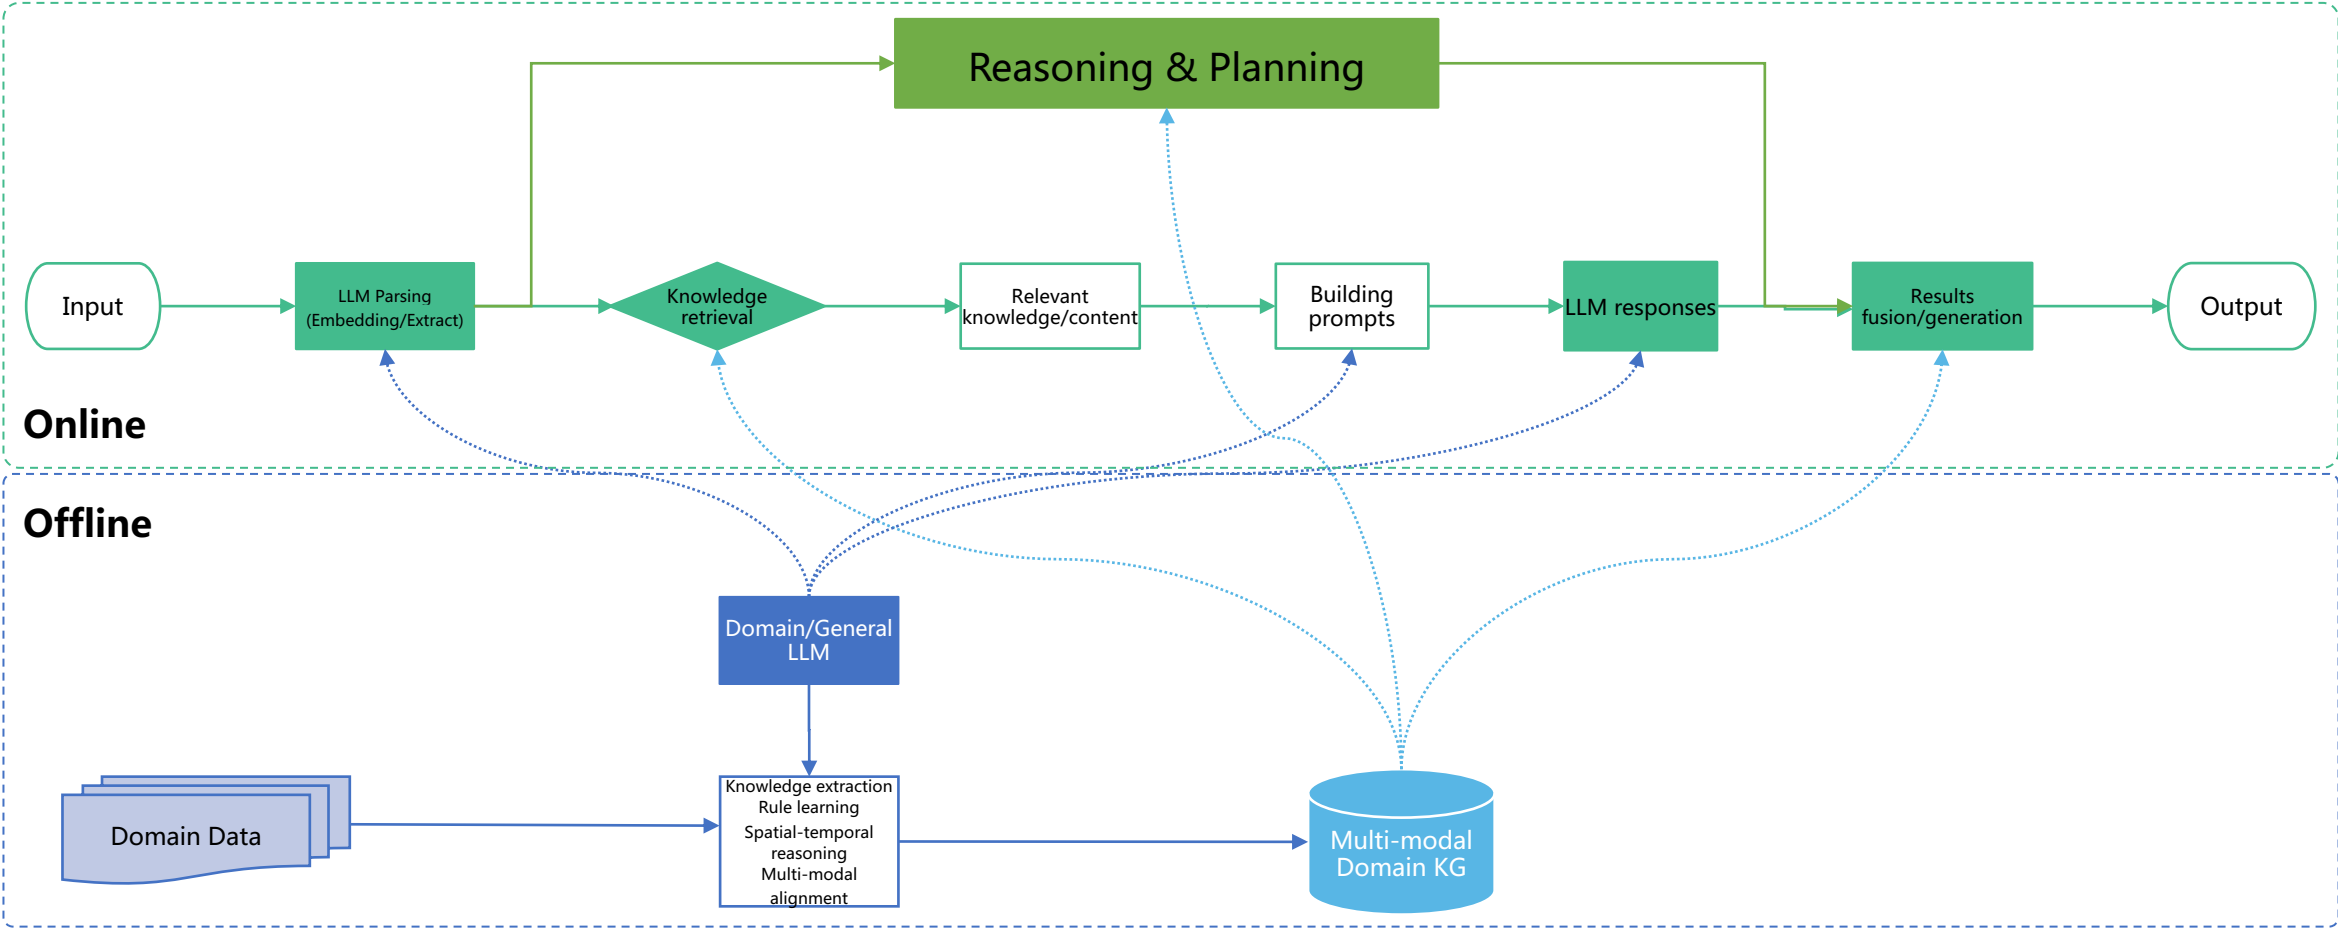 Reasoning & Planning
Input
LLM Parsing
(Embedding/Extract)
Knowledge
retrieval
Relevant
knowledge/content
Building
prompts
LLM responses
Results
fusion/generation
Output
Online
Offline
Domain/General
LLM
Domain Data
Knowledge extraction
Rule learning
Spatial-temporal
reasoning
Multi-modal
alignment
Multi-modal
Domain KG